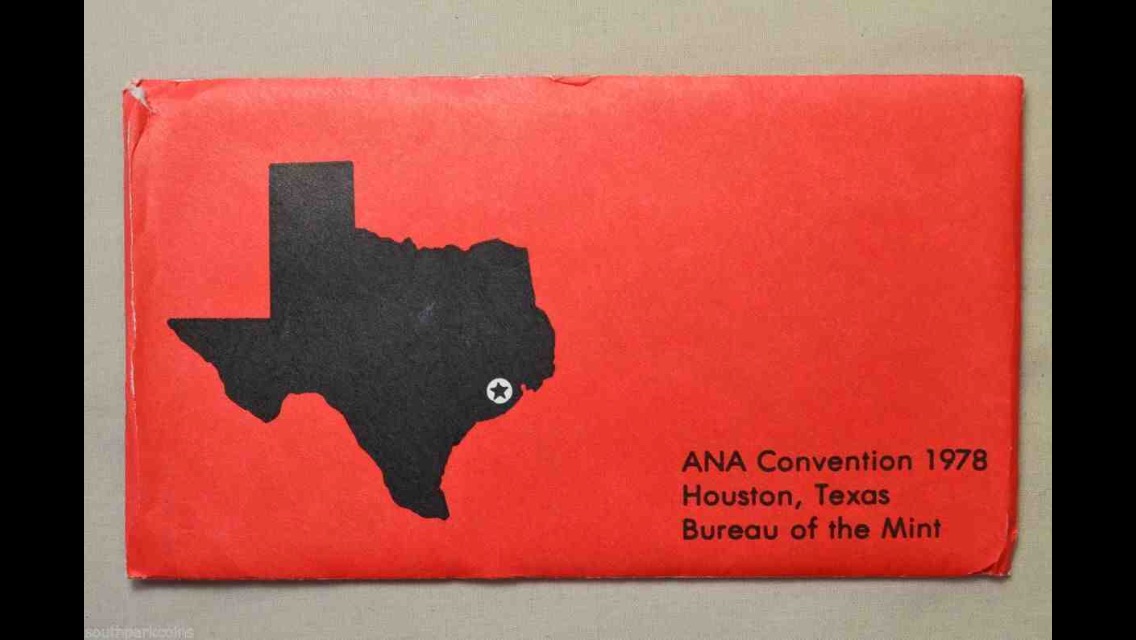 ANA Convention 1978
Houston, Texas
Bureau of the Mint
southparkcoins